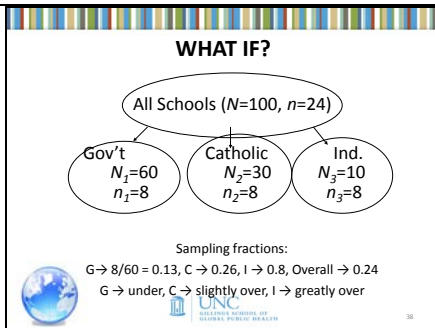 WHAT IF?
All Schools (N=100, n=24)
Gov't
N₁=60
n₁=8
Catholic
N₂=30
n₂=8
Ind.
N₃=10
n₃=8
Sampling fractions:
G→ 8/60 = 0.13, C → 0.26, I → 0.8, Overall → 0.24
G → under, C → slightly over, I → greatly over
UNC
GILLINGS SCHOOL OF
GLOBAL PUBLIC HEALTH
38